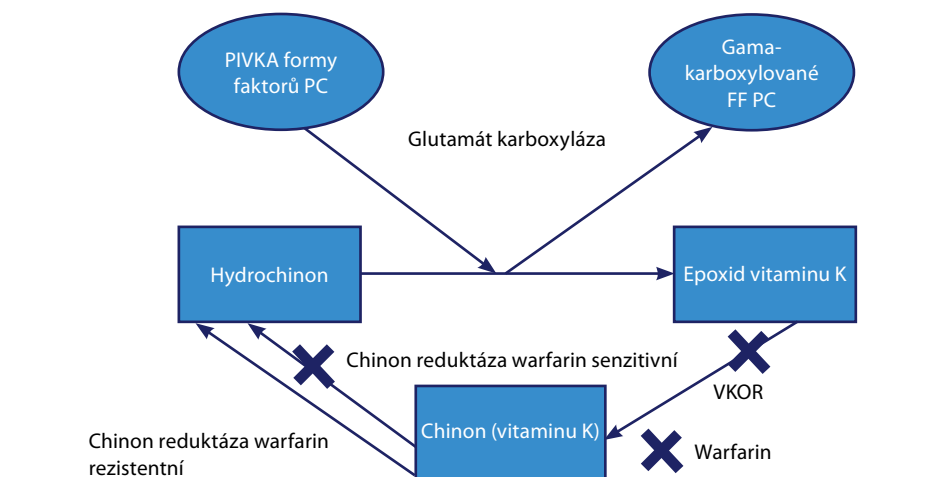 PIVKA formy
faktorů PC
Gama-
karboxylované
FF PC
Glutamát karboxyláza
Hydrochinon
Epoxid vitaminu K
Chinon reduktáza warfarin senzitivní
VKOR
Chinon (vitaminu K)
Warfarin
Chinon reduktáza warfarin
rezistentní